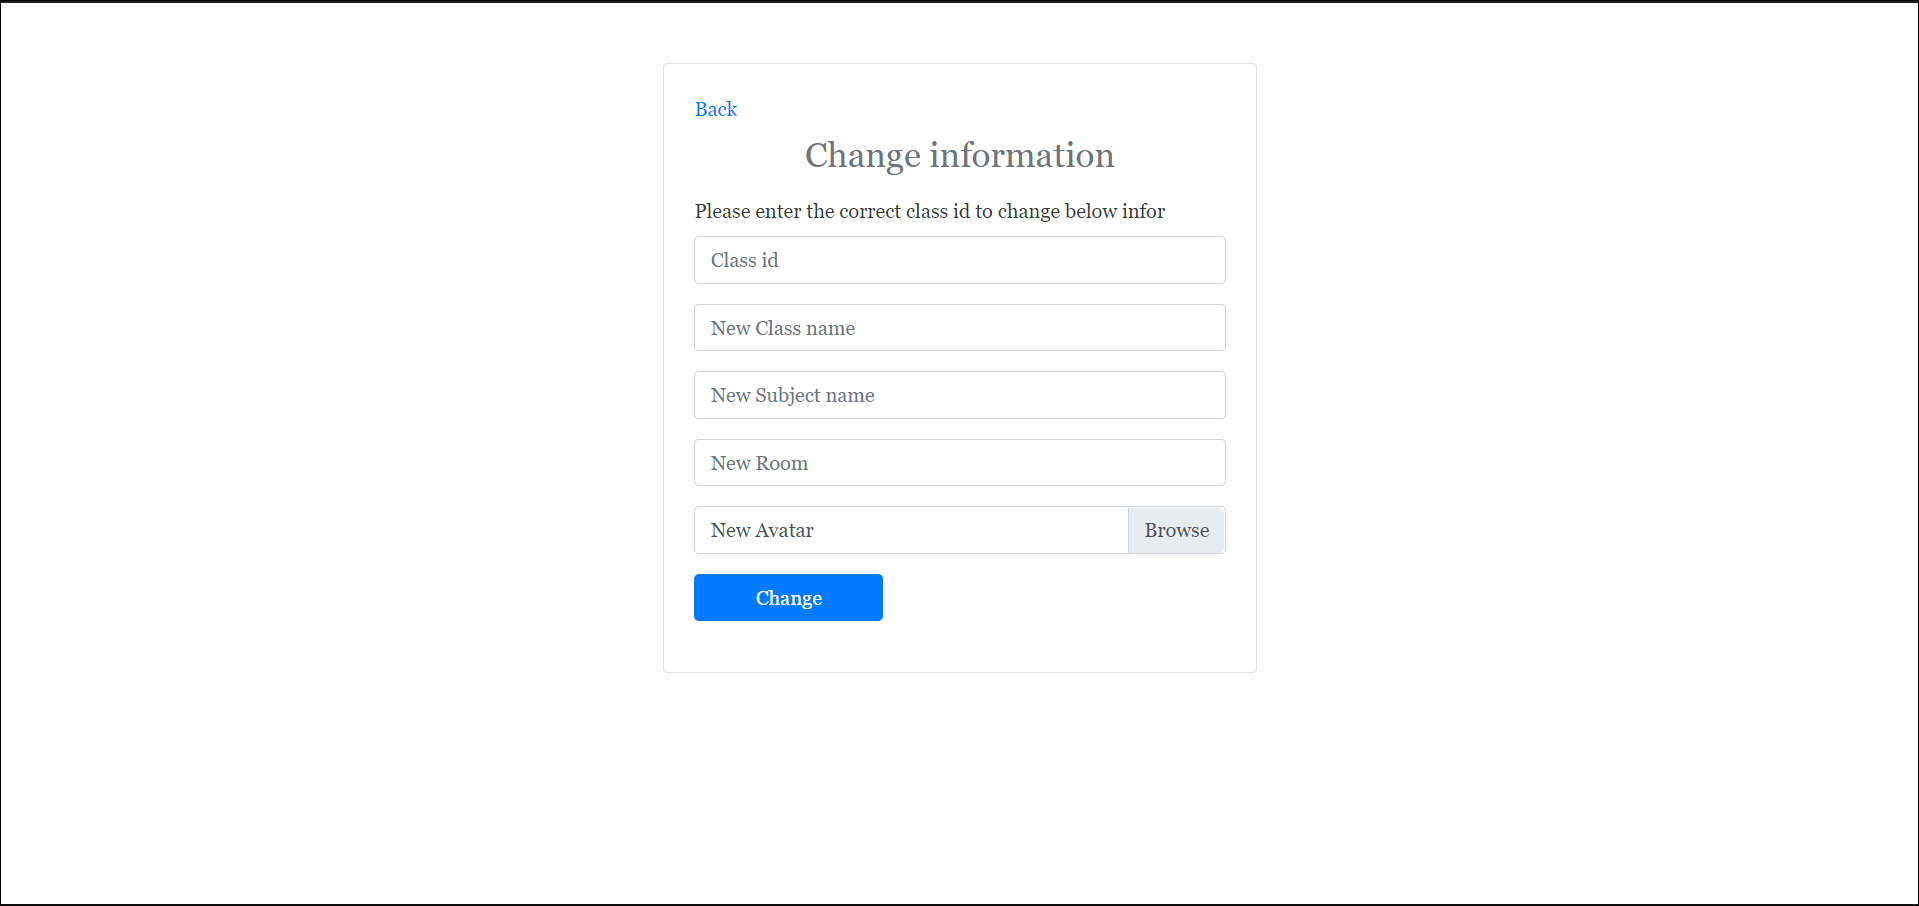 Back
Change information
Please enter the correct class id to change below infor
Class id
New Class name
New Subject name
New Room
New Avatar Browse
Change